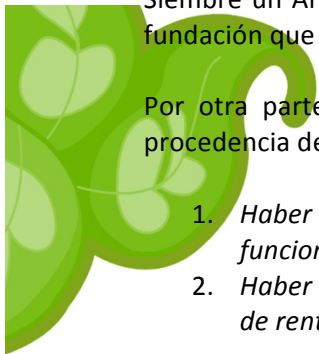 Siembre un Ar
fundación que
Por otra parte
procedencia de
1. Haber
funcion
2. Haber
de rent